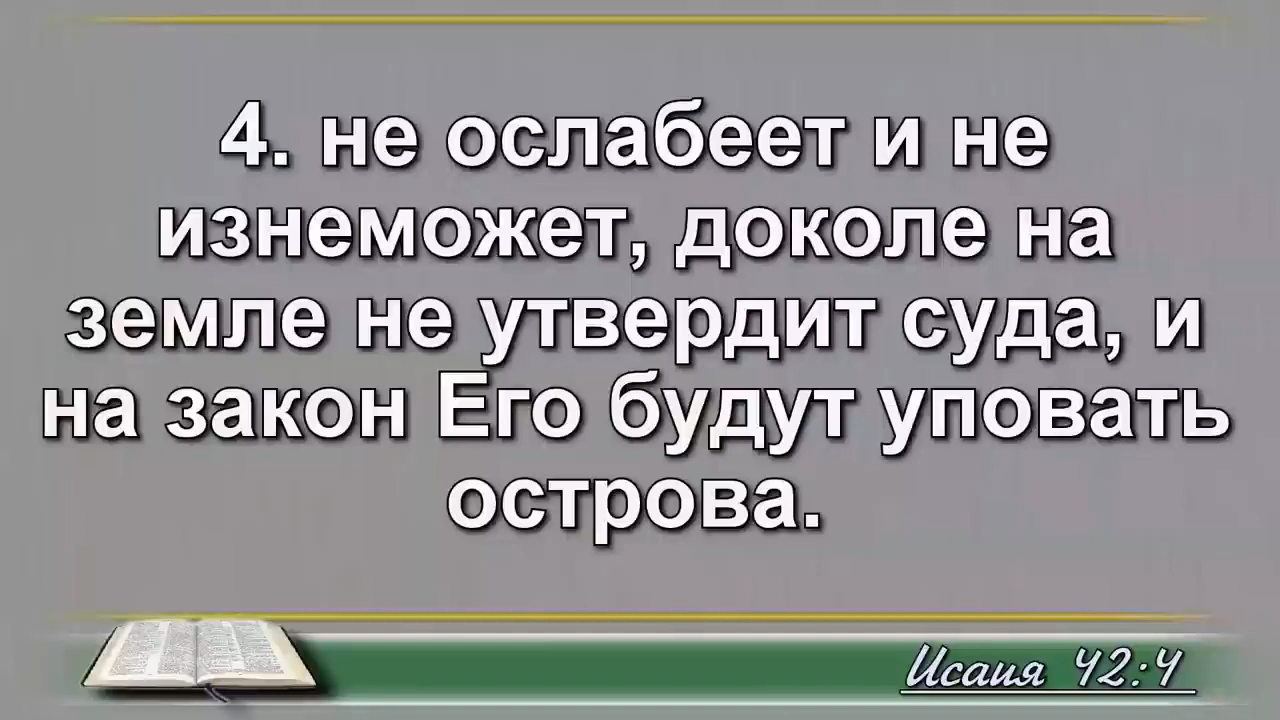 4. не ослабеет и не
изнеможет, доколе на
земле не утвердит суда, и
на закон Его будут уповать
острова.
Исаия 42:4